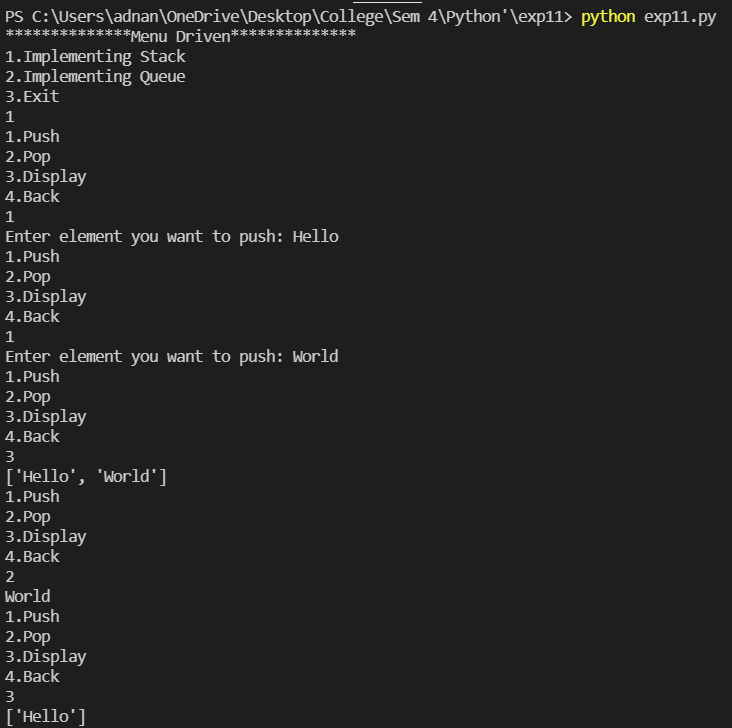 PS C:\Users\adnan\OneDrive\Desktop\College\Sem 4\Python'\exp11> python exp11.py
**************Menu Driven**************
1.Implementing Stack
2.Implementing Queue
3.Exit
1
1.Push
2.Pop
3.Display
4.Back
1
Enter element you want to push: Hello
1.Push
2.Pop
3.Display
4.Back
1
Enter element you want to push: World
1.Push
2.Pop
3.Display
4.Back
3
['Hello', 'World']
1.Push
2.Pop
3.Display
4.Back
2
World
1.Push
2.Pop
3.Display
4.Back
3
['Hello']